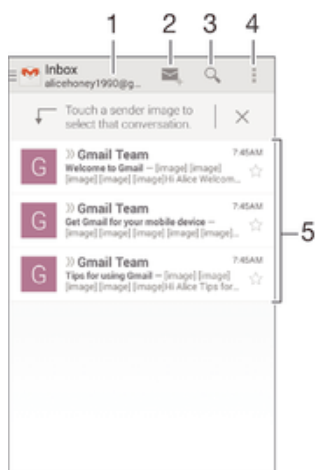 1 2 3 4
Inbox
alicehoney1990@g...
Touch a sender image to
select that conversation.
G
Gmail Team 7:45AM
Welcome to Gmail – [image] [image]
[image] [image] [image]Hi Alice Welcom...
G
Gmail Team 7:45AM
Get Gmail for your mobile device –
[image] [image] [image] [image] [image]...
G
Gmail Team 7:45AM
Tips for using Gmail – [image] [image]
[image] [image] [image]Hi Alice Tips for...
5